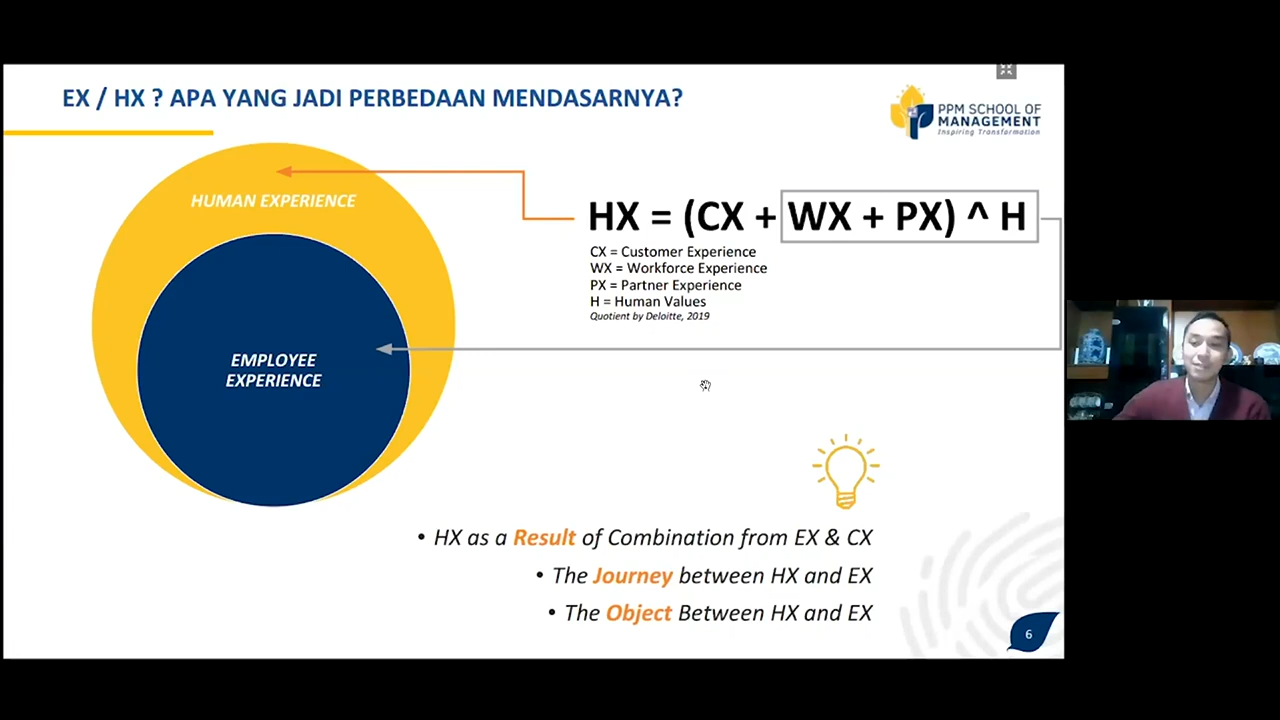 EX / HX ? APA YANG JADI PERBEDAAN MENDASARNYA?
PPM SCHOOL OF
MANAGEMENT
Inspiring Transformation
HUMAN EXPERIENCE
EMPLOYEE
EXPERIENCE
HX = (CX + WX + PX) ^ H
CX = Customer Experience
WX = Workforce Experience
PX = Partner Experience
H = Human Values
Quotient by Deloitte, 2019
• HX as a Result of Combination from EX & CX
• The Journey between HX and EX
• The Object Between HX and EX
6